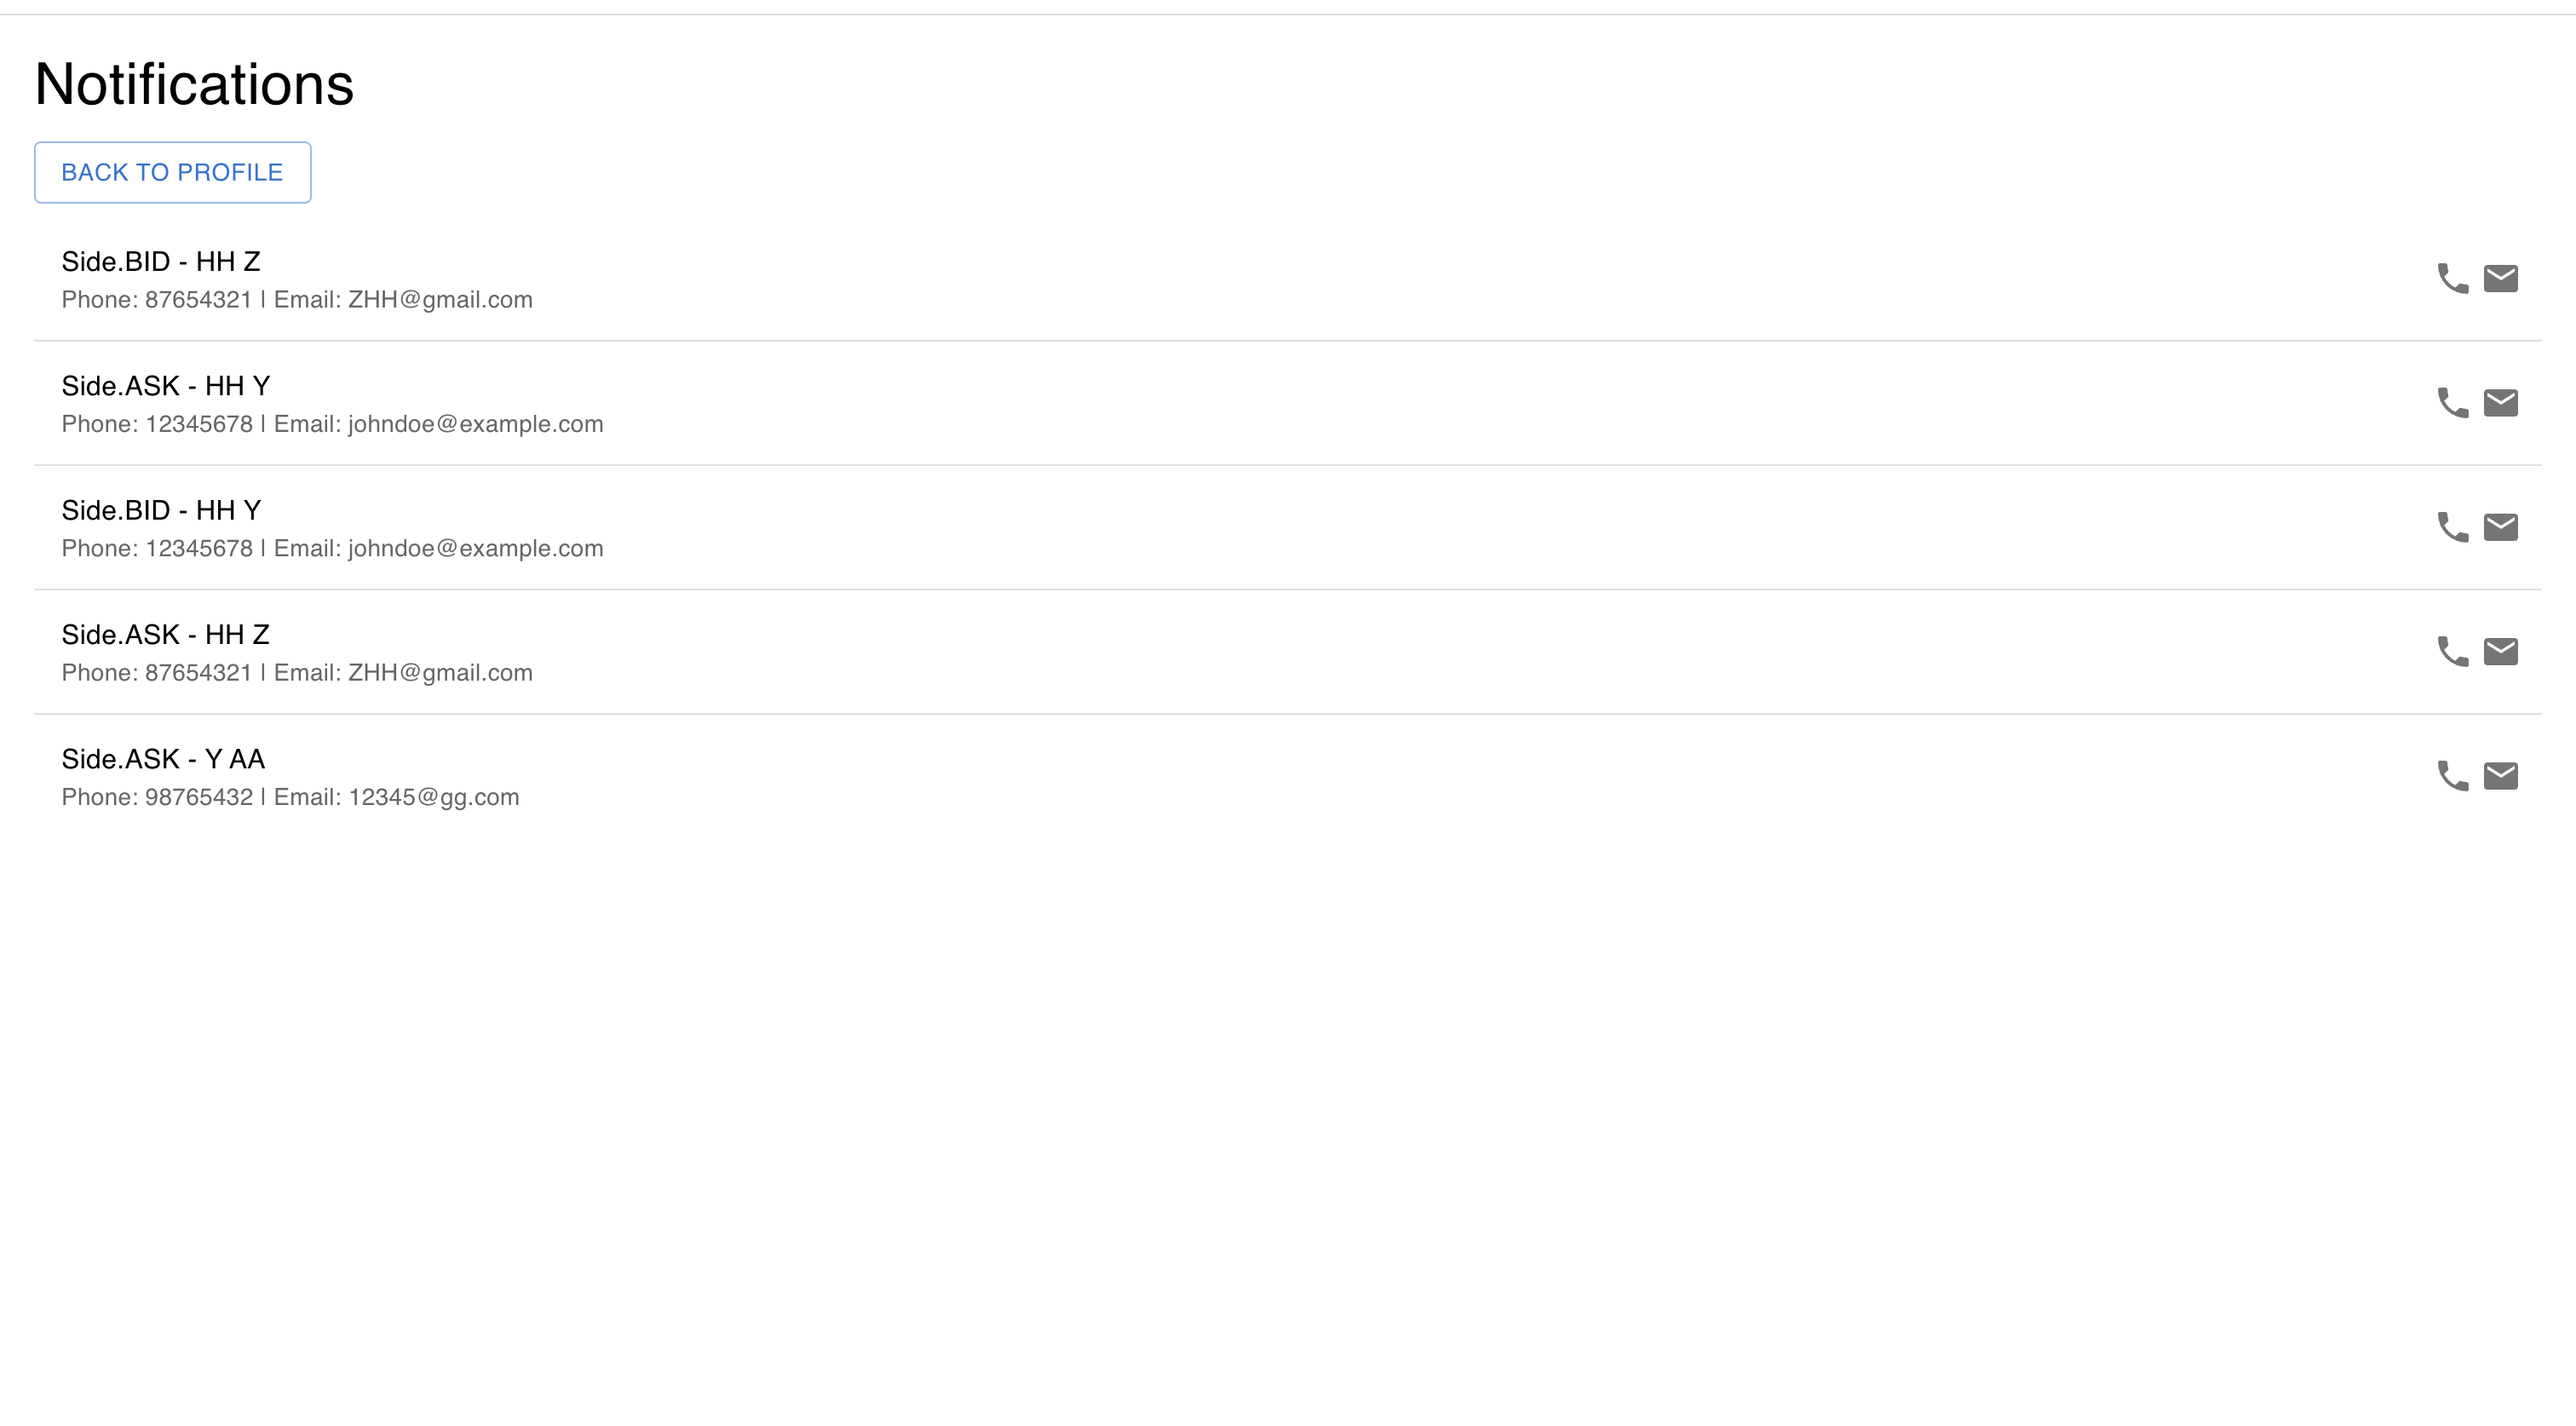 Notifications
BACK TO PROFILE
Side.BID - HH Z
Phone: 87654321 | Email: ZHH@gmail.com
Side.ASK - HH Y
Phone: 12345678 | Email: johndoe@example.com
Side.BID - HH Y
Phone: 12345678 | Email: johndoe@example.com
Side.ASK - HH Z
Phone: 87654321 | Email: ZHH@gmail.com
Side.ASK - Y AA
Phone: 98765432 | Email: 12345@gg.com